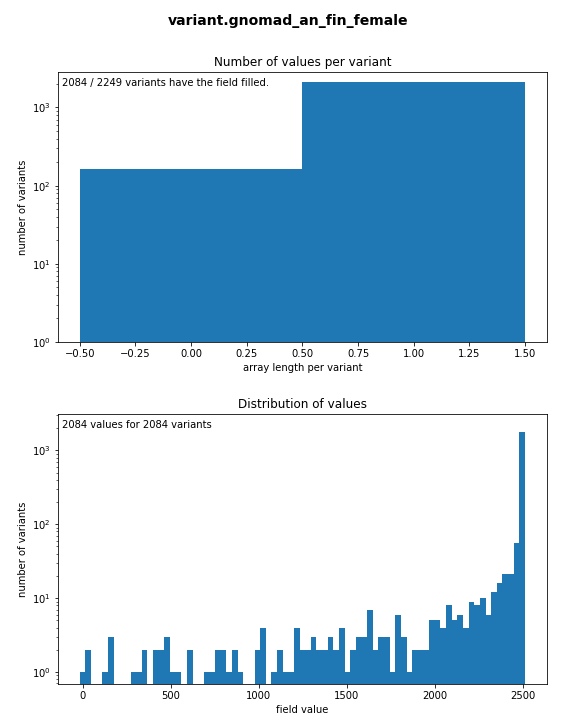 variant.gnomad_an_fin_female
Number of values per variant
2084 / 2249 variants have the field filled.
number of variants
10³
10²
10¹
10⁰
−0.50 −0.25 0.00 0.25 0.50 0.75 1.00 1.25 1.50
array length per variant
Distribution of values
2084 values for 2084 variants
number of variants
10³
10²
10¹
10⁰
0 500 1000 1500 2000 2500
field value